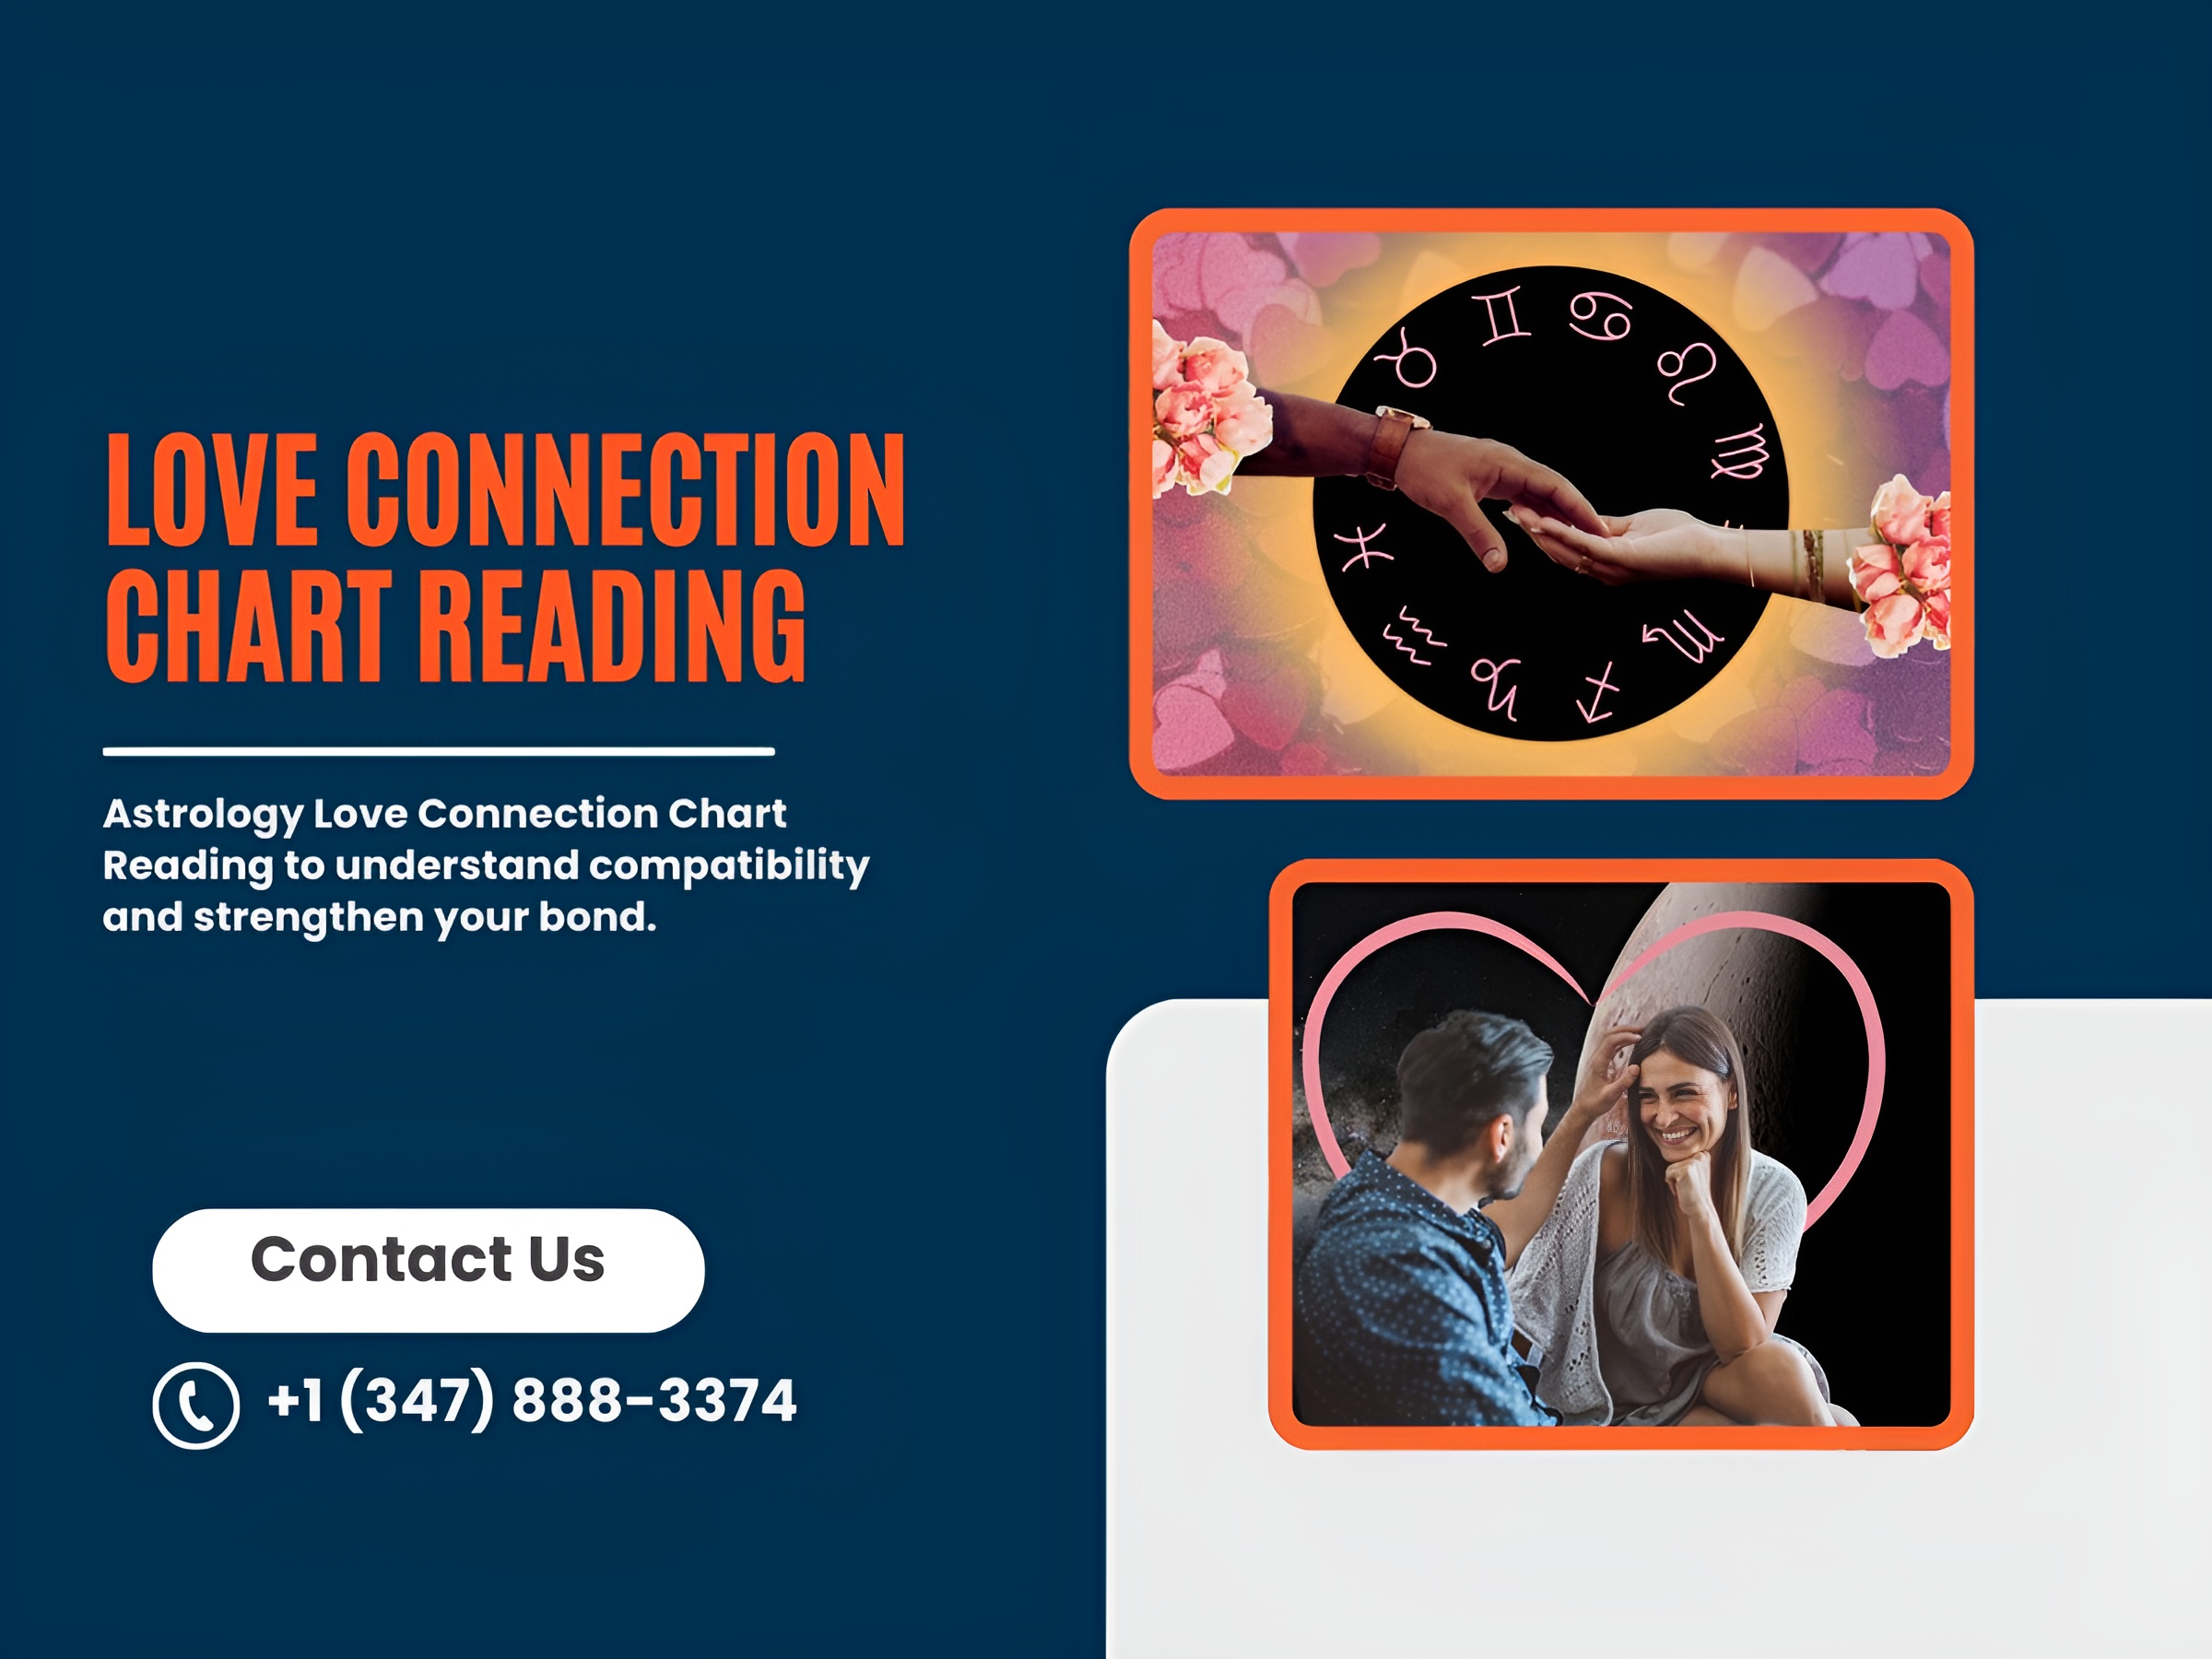 LOVE CONNECTION
CHART READING
Astrology Love Connection Chart
Reading to understand compatibility
and strengthen your bond.
Contact Us
+1 (347) 888-3374